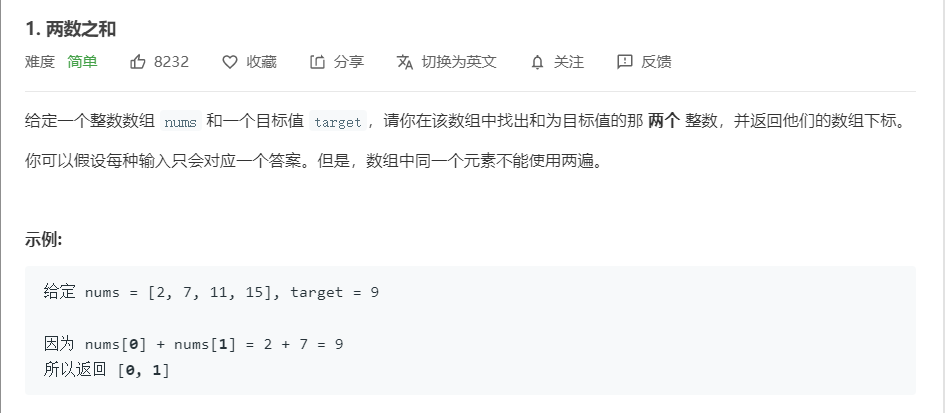 1. 两数之和
难度 简单 8232 收藏 分享 切换为英文 关注 反馈
给定一个整数数组 nums 和一个目标值 target，请你在该数组中找出和为目标值的那 两个 整数，并返回他们的数组下标。
你可以假设每种输入只会对应一个答案。但是，数组中同一个元素不能使用两遍。
示例:
给定 nums = [2, 7, 11, 15], target = 9
因为 nums[0] + nums[1] = 2 + 7 = 9
所以返回 [0, 1]